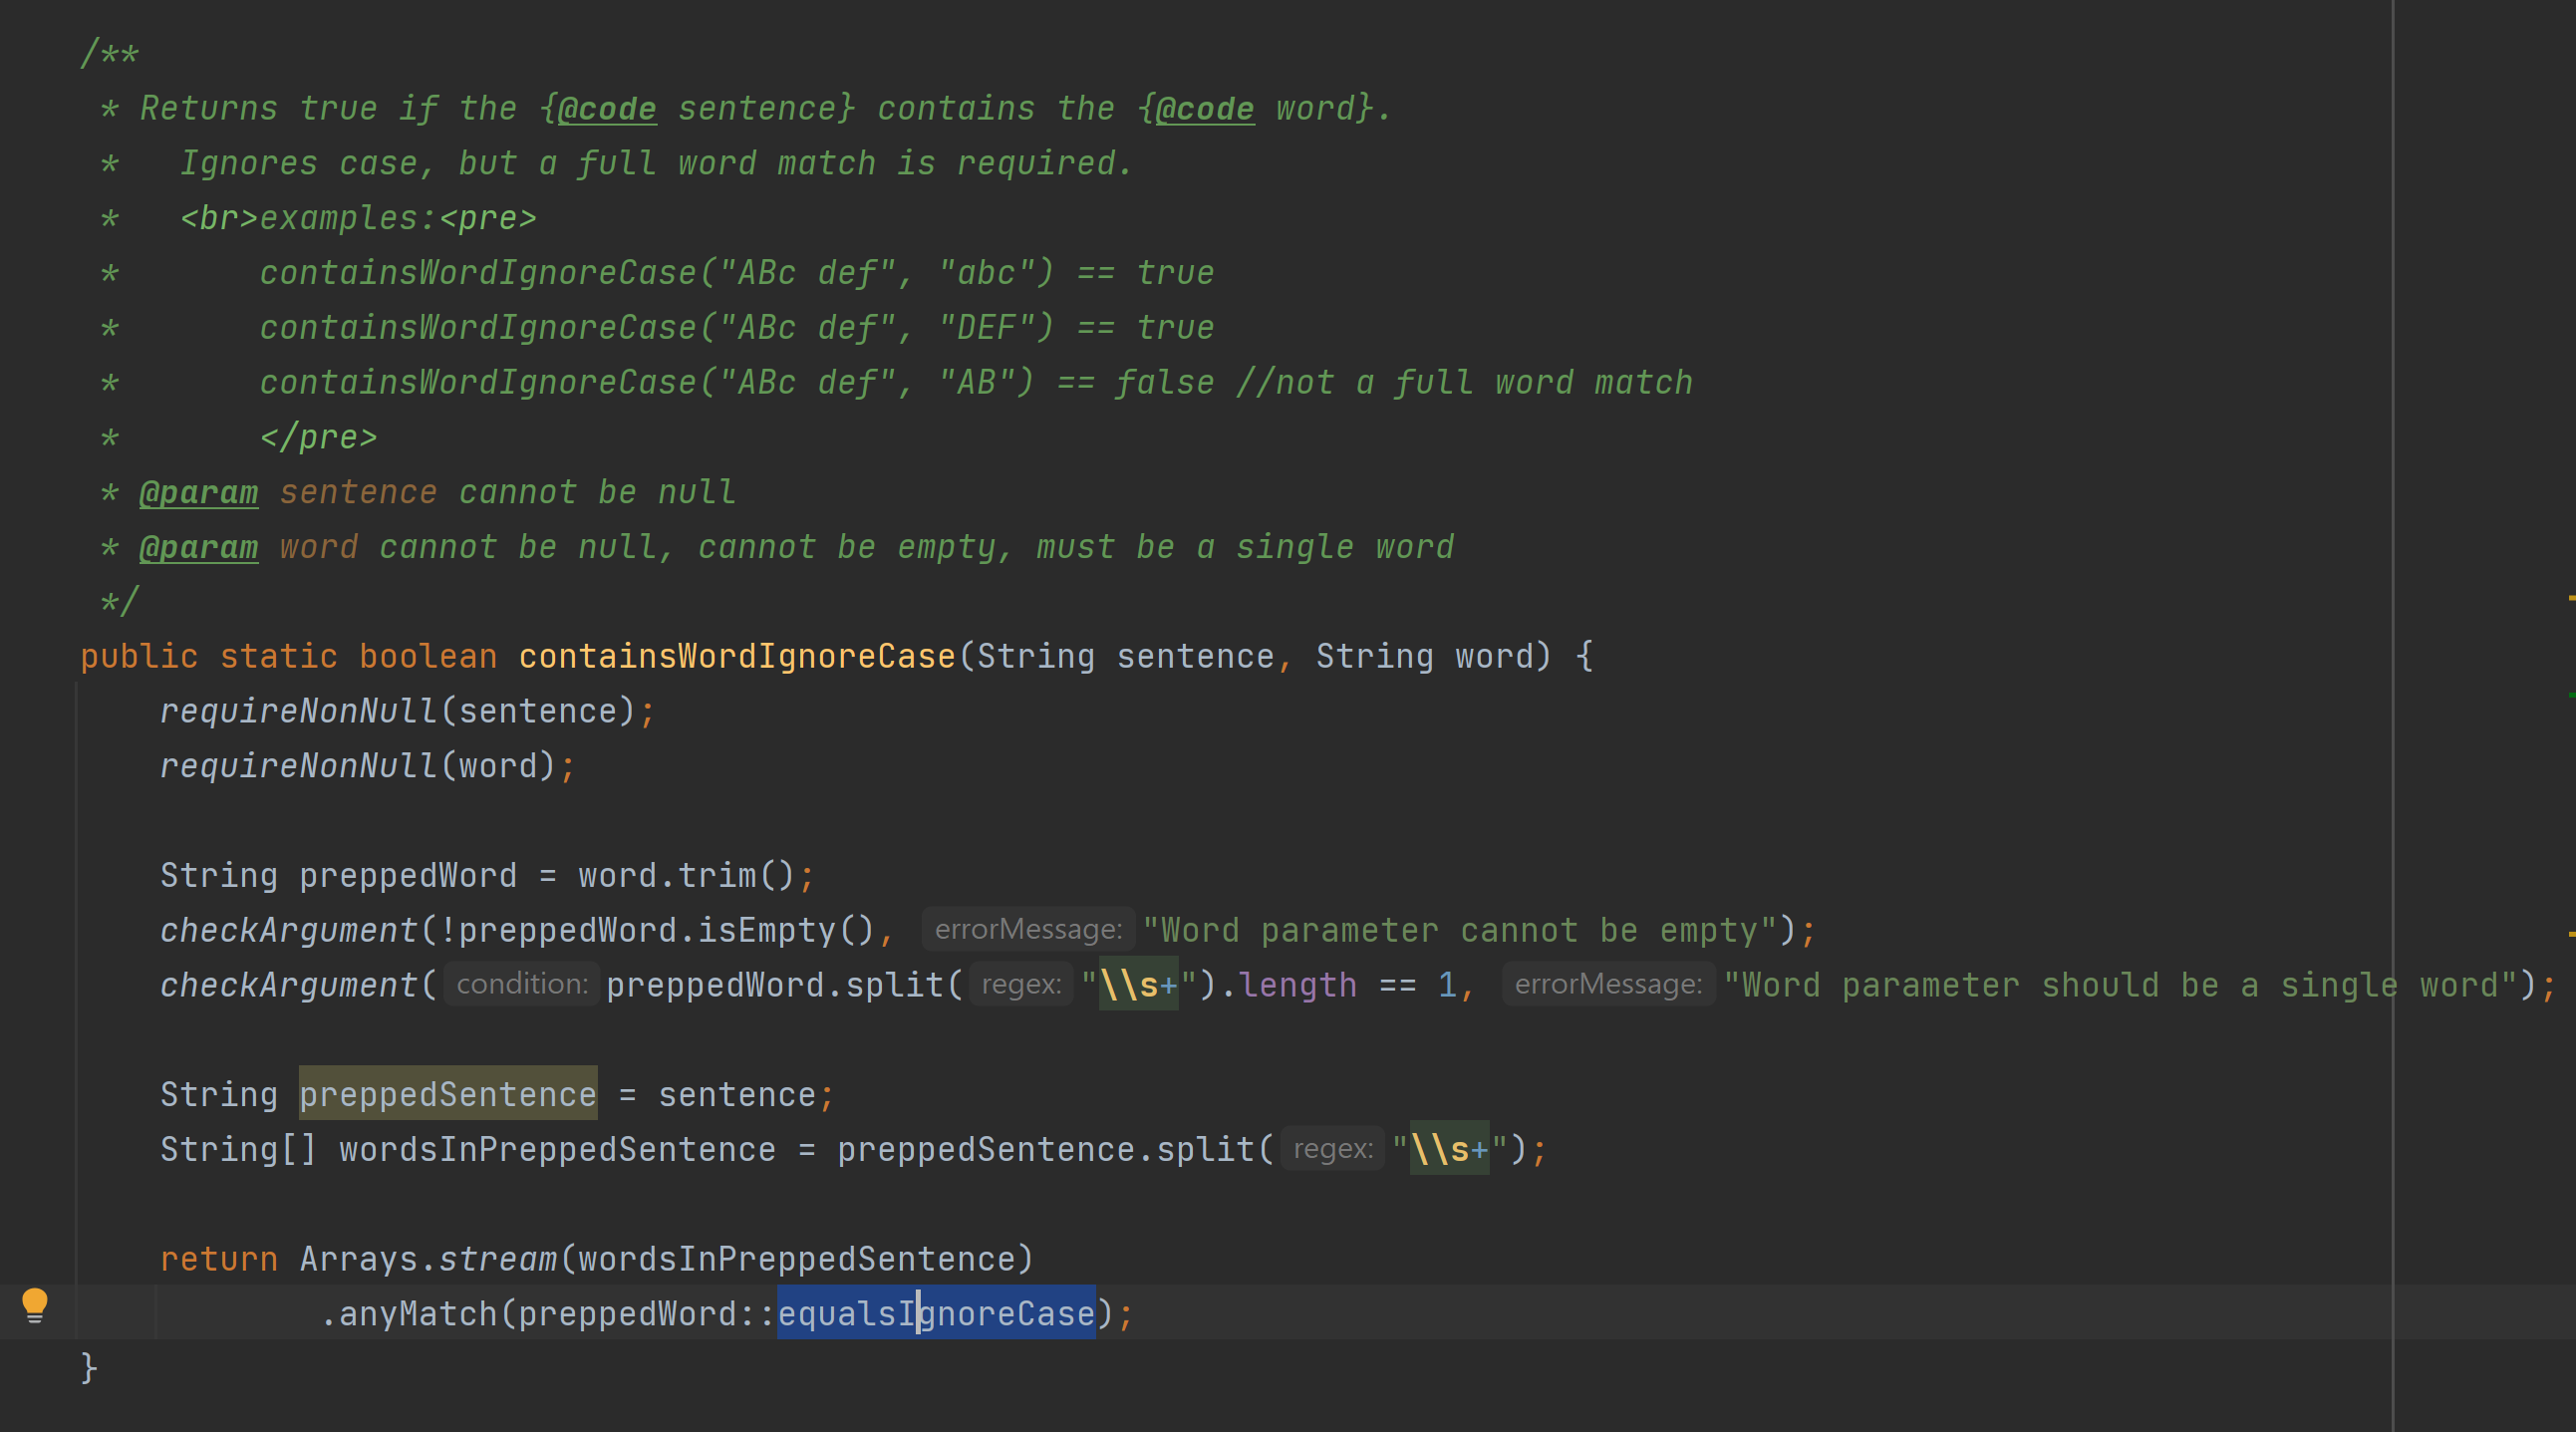 /**
 * Returns true if the {@code sentence} contains the {@code word}.
 *   Ignores case, but a full word match is required.
 *   <br>examples:<pre>
 *       containsWordIgnoreCase("ABc def", "abc") == true
 *       containsWordIgnoreCase("ABc def", "DEF") == true
 *       containsWordIgnoreCase("ABc def", "AB") == false //not a full word match
 *       </pre>
 * @param sentence cannot be null
 * @param word cannot be null, cannot be empty, must be a single word
 */
public static boolean containsWordIgnoreCase(String sentence, String word) {
    requireNonNull(sentence);
    requireNonNull(word);

    String preppedWord = word.trim();
    checkArgument(!preppedWord.isEmpty(), errorMessage: "Word parameter cannot be empty");
    checkArgument( condition: preppedWord.split( regex: "\\s+").length == 1, errorMessage: "Word parameter should be a single word");

    String preppedSentence = sentence;
    String[] wordsInPreppedSentence = preppedSentence.split( regex: "\\s+");

    return Arrays.stream(wordsInPreppedSentence)
            .anyMatch(preppedWord::equalsIgnoreCase);
}